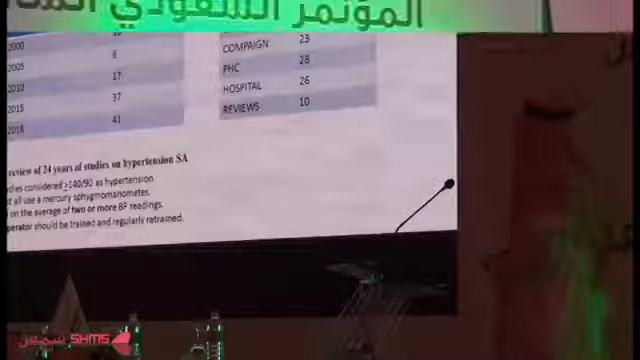 المؤتمر السعودي
2000
2005 8
2010 17
2015 37
2018 41
COMPAIGN 23
PHC 28
HOSPITAL 26
REVIEWS 10
review of 24 years of studies on hypertension SA
considered ≥140/90 as hypertension
all use a mercury sphygmomanometes.
on the average of two or more BP readings.
should be trained and regularly retrained.
سمس SHMS